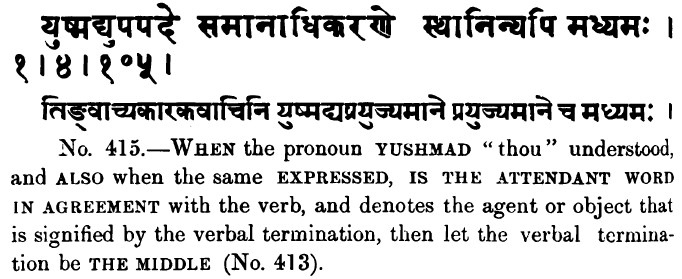 युष्मद्युपपदे समानाधिकरणे स्थानिन्यपि मध्यमः ।
१ । ४ । १०५ ।
तिङ्वाच्यकारकवाचिनि युष्मद्यप्रयुज्यमाने प्रयुज्यमाने च मध्यमः ।
No. 415.—WHEN the pronoun YUSHMAD “thou” understood,
and ALSO when the same EXPRESSED, IS THE ATTENDANT WORD
IN AGREEMENT with the verb, and denotes the agent or object that
is signified by the verbal termination, then let the verbal termina-
tion be THE MIDDLE (No. 413).